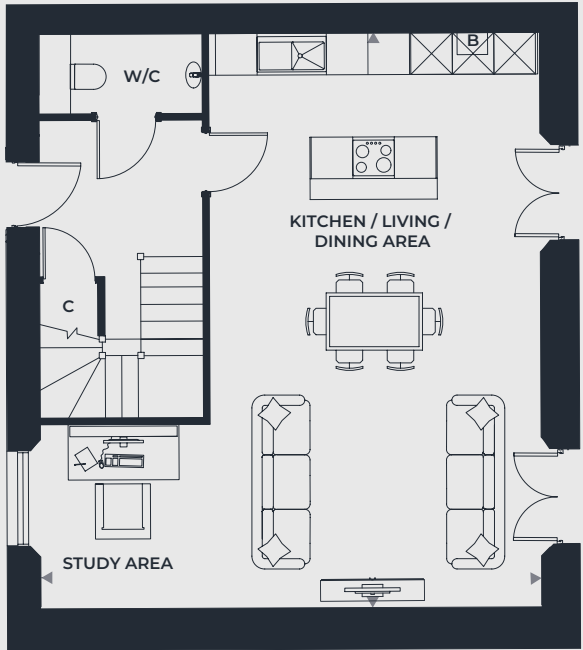 B
W/C
KITCHEN / LIVING /
DINING AREA
C
STUDY AREA